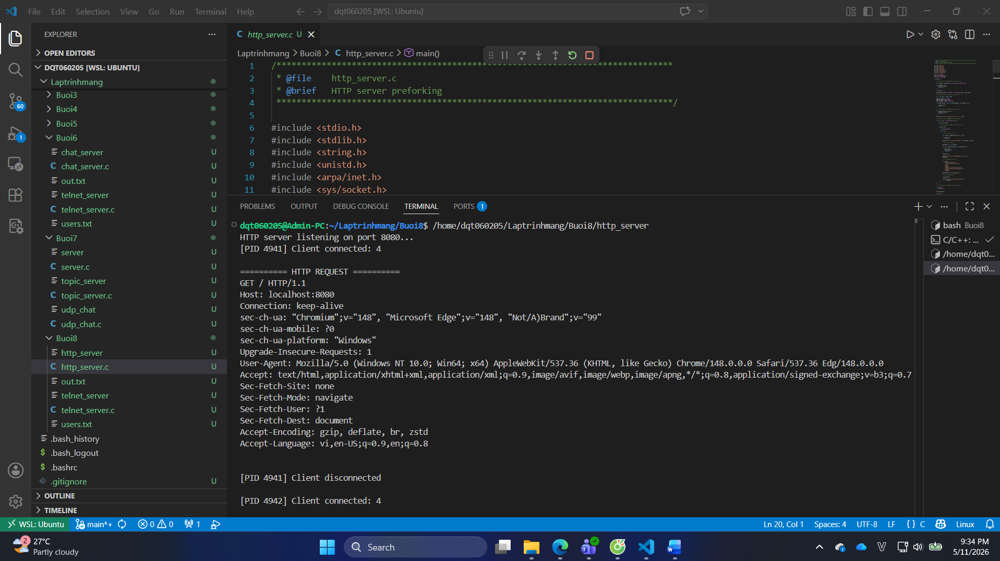 File Edit Selection View Go Run Terminal Help
dqt060205 [WSL: Ubuntu]
EXPLORER
OPEN EDITORS
DQT060205 [WSL: UBUNTU]
Laptrinhmang
Buoi3
Buoi4
Buoi5
Buoi6
chat_server U
chat_server.c U
out.txt U
telnet_server U
telnet_server.c U
users.txt U
Buoi7
server U
server.c U
topic_server U
topic_server.c U
udp_chat U
udp_chat.c U
Buoi8
http_server U
http_server.c U
out.txt U
telnet_server U
telnet_server.c U
users.txt U
.bash_history
.bash_logout
.bashrc
.gitignore U
OUTLINE
TIMELINE
60
1
http_server.c U
Laptrinhmang > Buoi8 > C http_server.c > main()
1 /************************************************************************************
2 * @file http_server.c
3 * @brief HTTP server preforking
4 ************************************************************************************/
5
6 #include <stdio.h>
7 #include <stdlib.h>
8 #include <string.h>
9 #include <unistd.h>
10 #include <arpa/inet.h>
11 #include <sys/socket.h>
PROBLEMS OUTPUT DEBUG CONSOLE TERMINAL PORTS 1
dqt060205@Admin-PC:~/Laptrinhmang/Buoi8$ /home/dqt060205/Laptrinhmang/Buoi8/http_server
HTTP server listening on port 8080...
[PID 4941] Client connected: 4
========== HTTP REQUEST ==========
GET / HTTP/1.1
Host: localhost:8080
Connection: keep-alive
sec-ch-ua: "Chromium";v="148", "Microsoft Edge";v="148", "Not/A)Brand";v="99"
sec-ch-ua-mobile: ?0
sec-ch-ua-platform: "Windows"
Upgrade-Insecure-Requests: 1
User-Agent: Mozilla/5.0 (Windows NT 10.0; Win64; x64) AppleWebKit/537.36 (KHTML, like Gecko) Chrome/148.0.0.0 Safari/537.36 Edg/148.0.0.0
Accept: text/html,application/xhtml+xml,application/xml;q=0.9,image/avif,image/webp,image/apng,*/*;q=0.8,application/signed-exchange;v=b3;q=0.7
Sec-Fetch-Site: none
Sec-Fetch-Mode: navigate
Sec-Fetch-User: ?1
Sec-Fetch-Dest: document
Accept-Encoding: gzip, deflate, br, zstd
Accept-Language: vi,en-US;q=0.9,en;q=0.8
[PID 4941] Client disconnected
[PID 4942] Client connected: 4
bash Buoi8
C/C++: ...
/home/dqt0...
/home/dqt0...
WSL: Ubuntu main*+ 0 0 1 Ln 20, Col 1 Spaces: 4 UTF-8 LF {} C Linux
2
27°C
Partly cloudy
Search
9:34 PM
5/11/2026